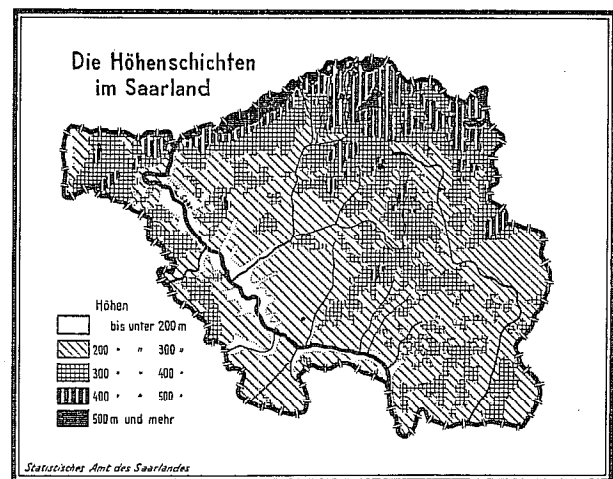 Die Höhenschichten
im Saarland
Höhen
bis unter 200 m
200 " " 300 "
300 " " 400 "
400 " " 500 "
500 m und mehr
Statistisches Amt des Saarlandes